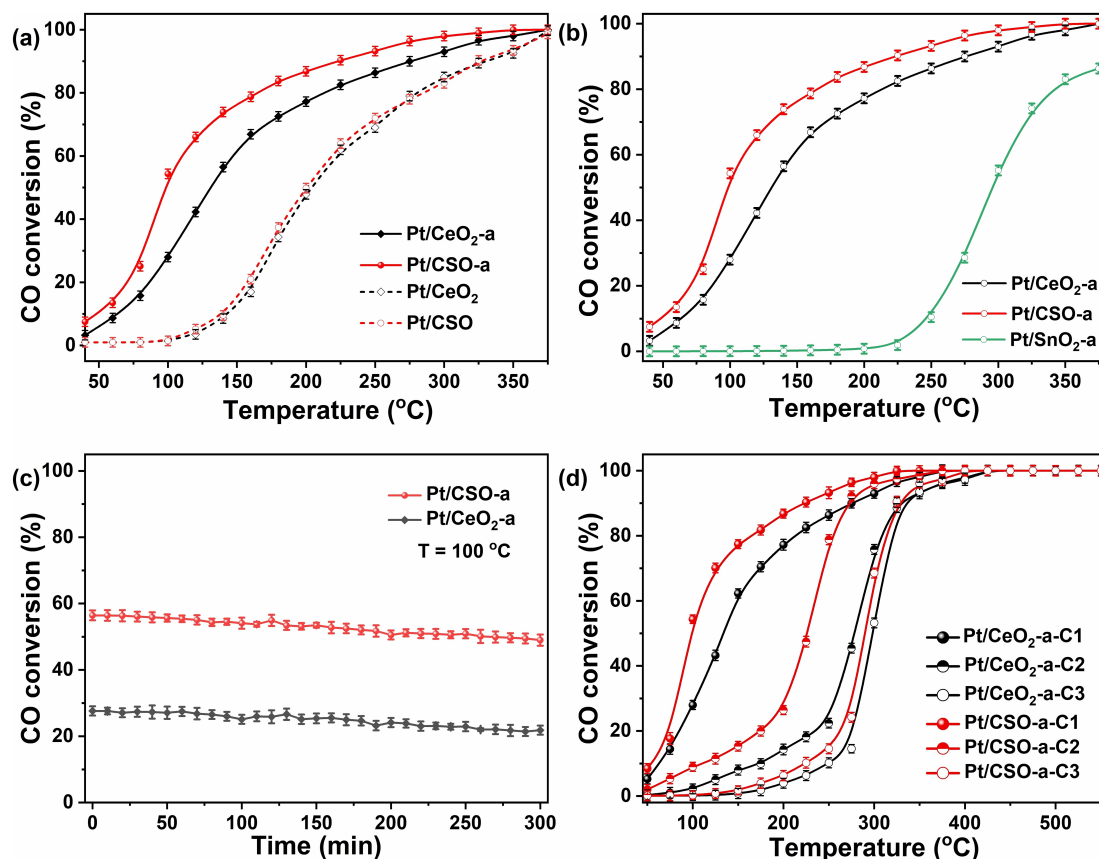 (a)
CO conversion (%)
100
80
60
40
20
0
Pt/CeO₂-a
Pt/CSO-a
Pt/CeO₂
Pt/CSO
50 100 150 200 250 300 350
Temperature (°C)
(b)
CO conversion (%)
100
80
60
40
20
0
Pt/CeO₂-a
Pt/CSO-a
Pt/SnO₂-a
50 100 150 200 250 300 350
Temperature (°C)
(c)
CO conversion (%)
100
80
60
40
20
0
Pt/CSO-a
Pt/CeO₂-a
T = 100 °C
0 50 100 150 200 250 300
Time (min)
(d)
CO conversion (%)
100
80
60
40
20
0
Pt/CeO₂-a-C1
Pt/CeO₂-a-C2
Pt/CeO₂-a-C3
Pt/CSO-a-C1
Pt/CSO-a-C2
Pt/CSO-a-C3
100 200 300 400 500
Temperature (°C)